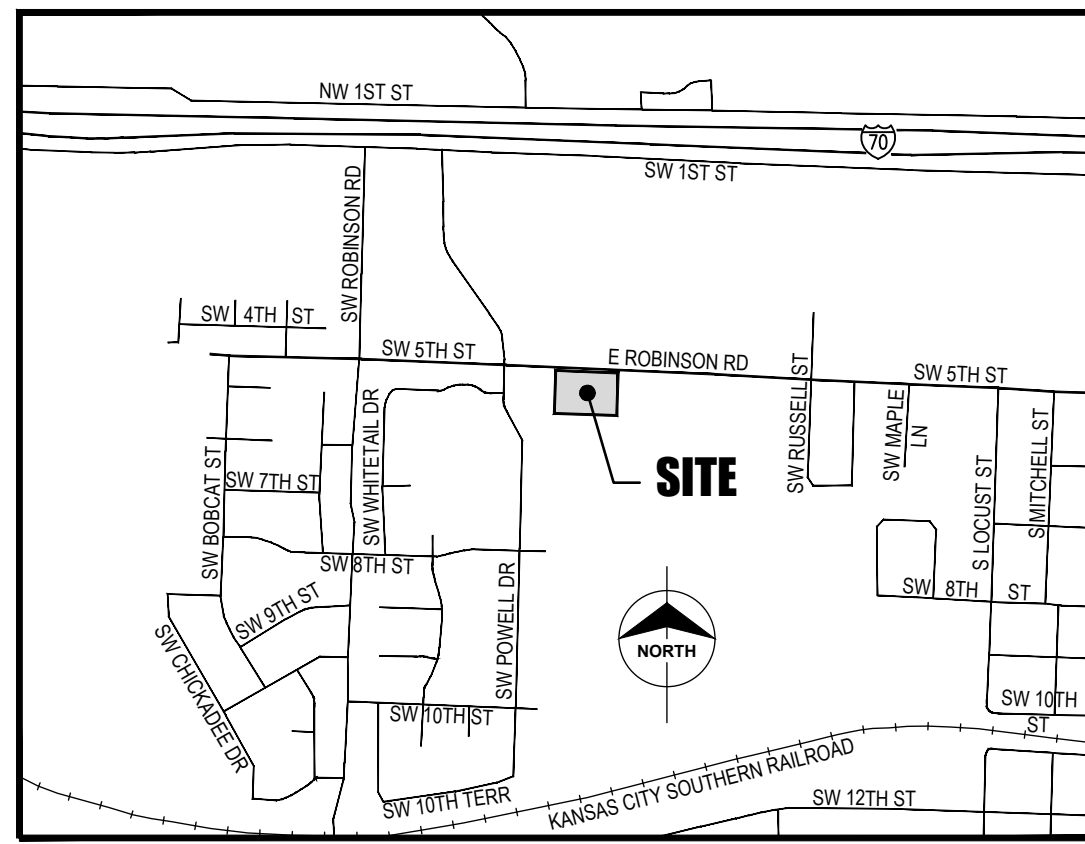 NW 1ST ST
70
SW 1ST ST
SW ROBINSON RD
SW 4TH ST
SW 5TH ST
E ROBINSON RD
SW 5TH ST
SW WHITETAIL DR
SW RUSSELL ST
SW MAPLE
LN
S LOCUST ST
S MITCHELL ST
SITE
SW BOBCAT ST
SW 7TH ST
SW 8TH ST
SW 8TH ST
SW 9TH ST
SW CHICKADEE DR
SW POWELL DR
NORTH
SW 10TH ST
SW 10TH
ST
SW 10TH TERR
KANSAS CITY SOUTHERN RAILROAD
SW 12TH ST